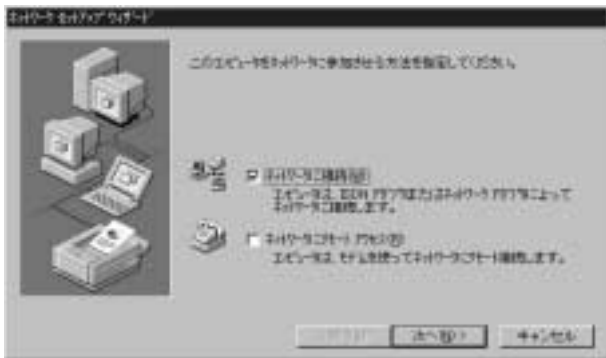 ネットワーク セットアップ ウィザード
このコンピュータをネットワークに参加させる方法を指定してください。
ネットワークに接続(W)
コンピュータは、ISDN アダプタまたはネットワーク アダプタによって
ネットワークに接続します。
ネットワークにリモート アクセス(R)
コンピュータは、モデムを使ってネットワークにリモート接続します。
次へ(N) >
キャンセル